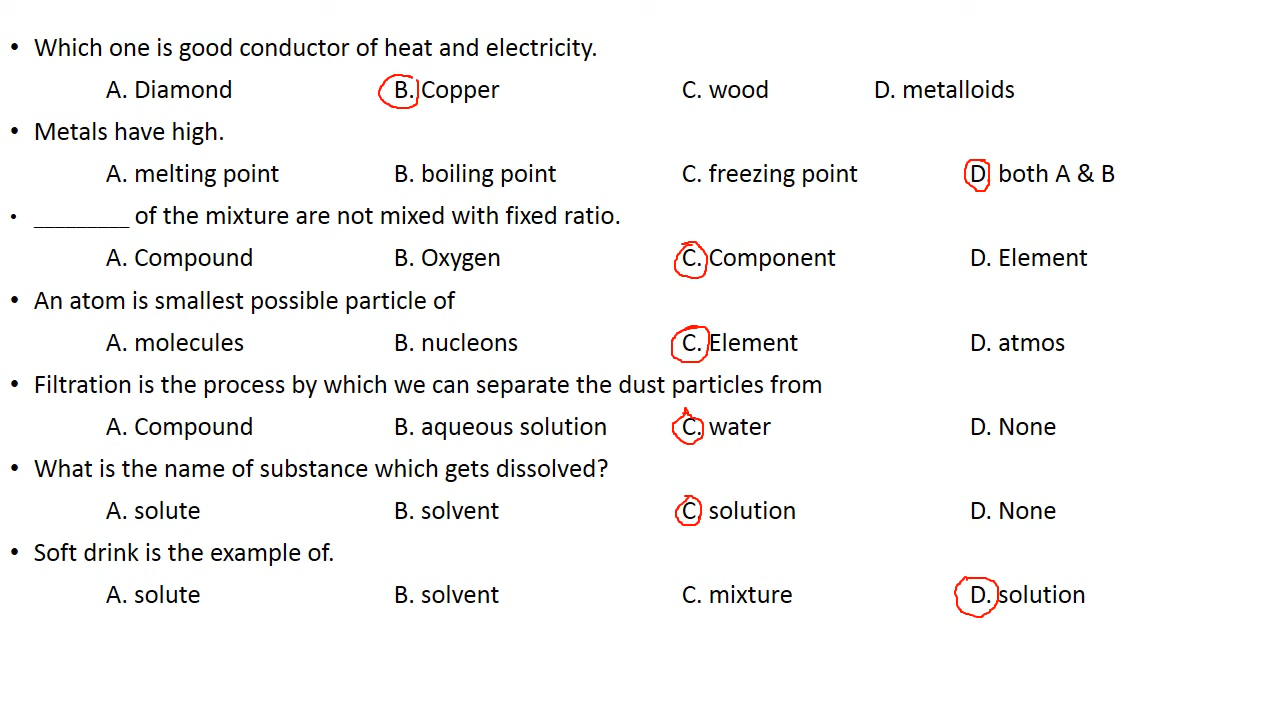 • Which one is good conductor of heat and electricity.
A. Diamond B. Copper C. wood D. metalloids
• Metals have high.
A. melting point B. boiling point C. freezing point D. both A & B
• _________ of the mixture are not mixed with fixed ratio.
A. Compound B. Oxygen C. Component D. Element
• An atom is smallest possible particle of
A. molecules B. nucleons C. Element D. atmos
• Filtration is the process by which we can separate the dust particles from
A. Compound B. aqueous solution C. water D. None
• What is the name of substance which gets dissolved?
A. solute B. solvent C solution D. None
• Soft drink is the example of.
A. solute B. solvent C. mixture D. solution